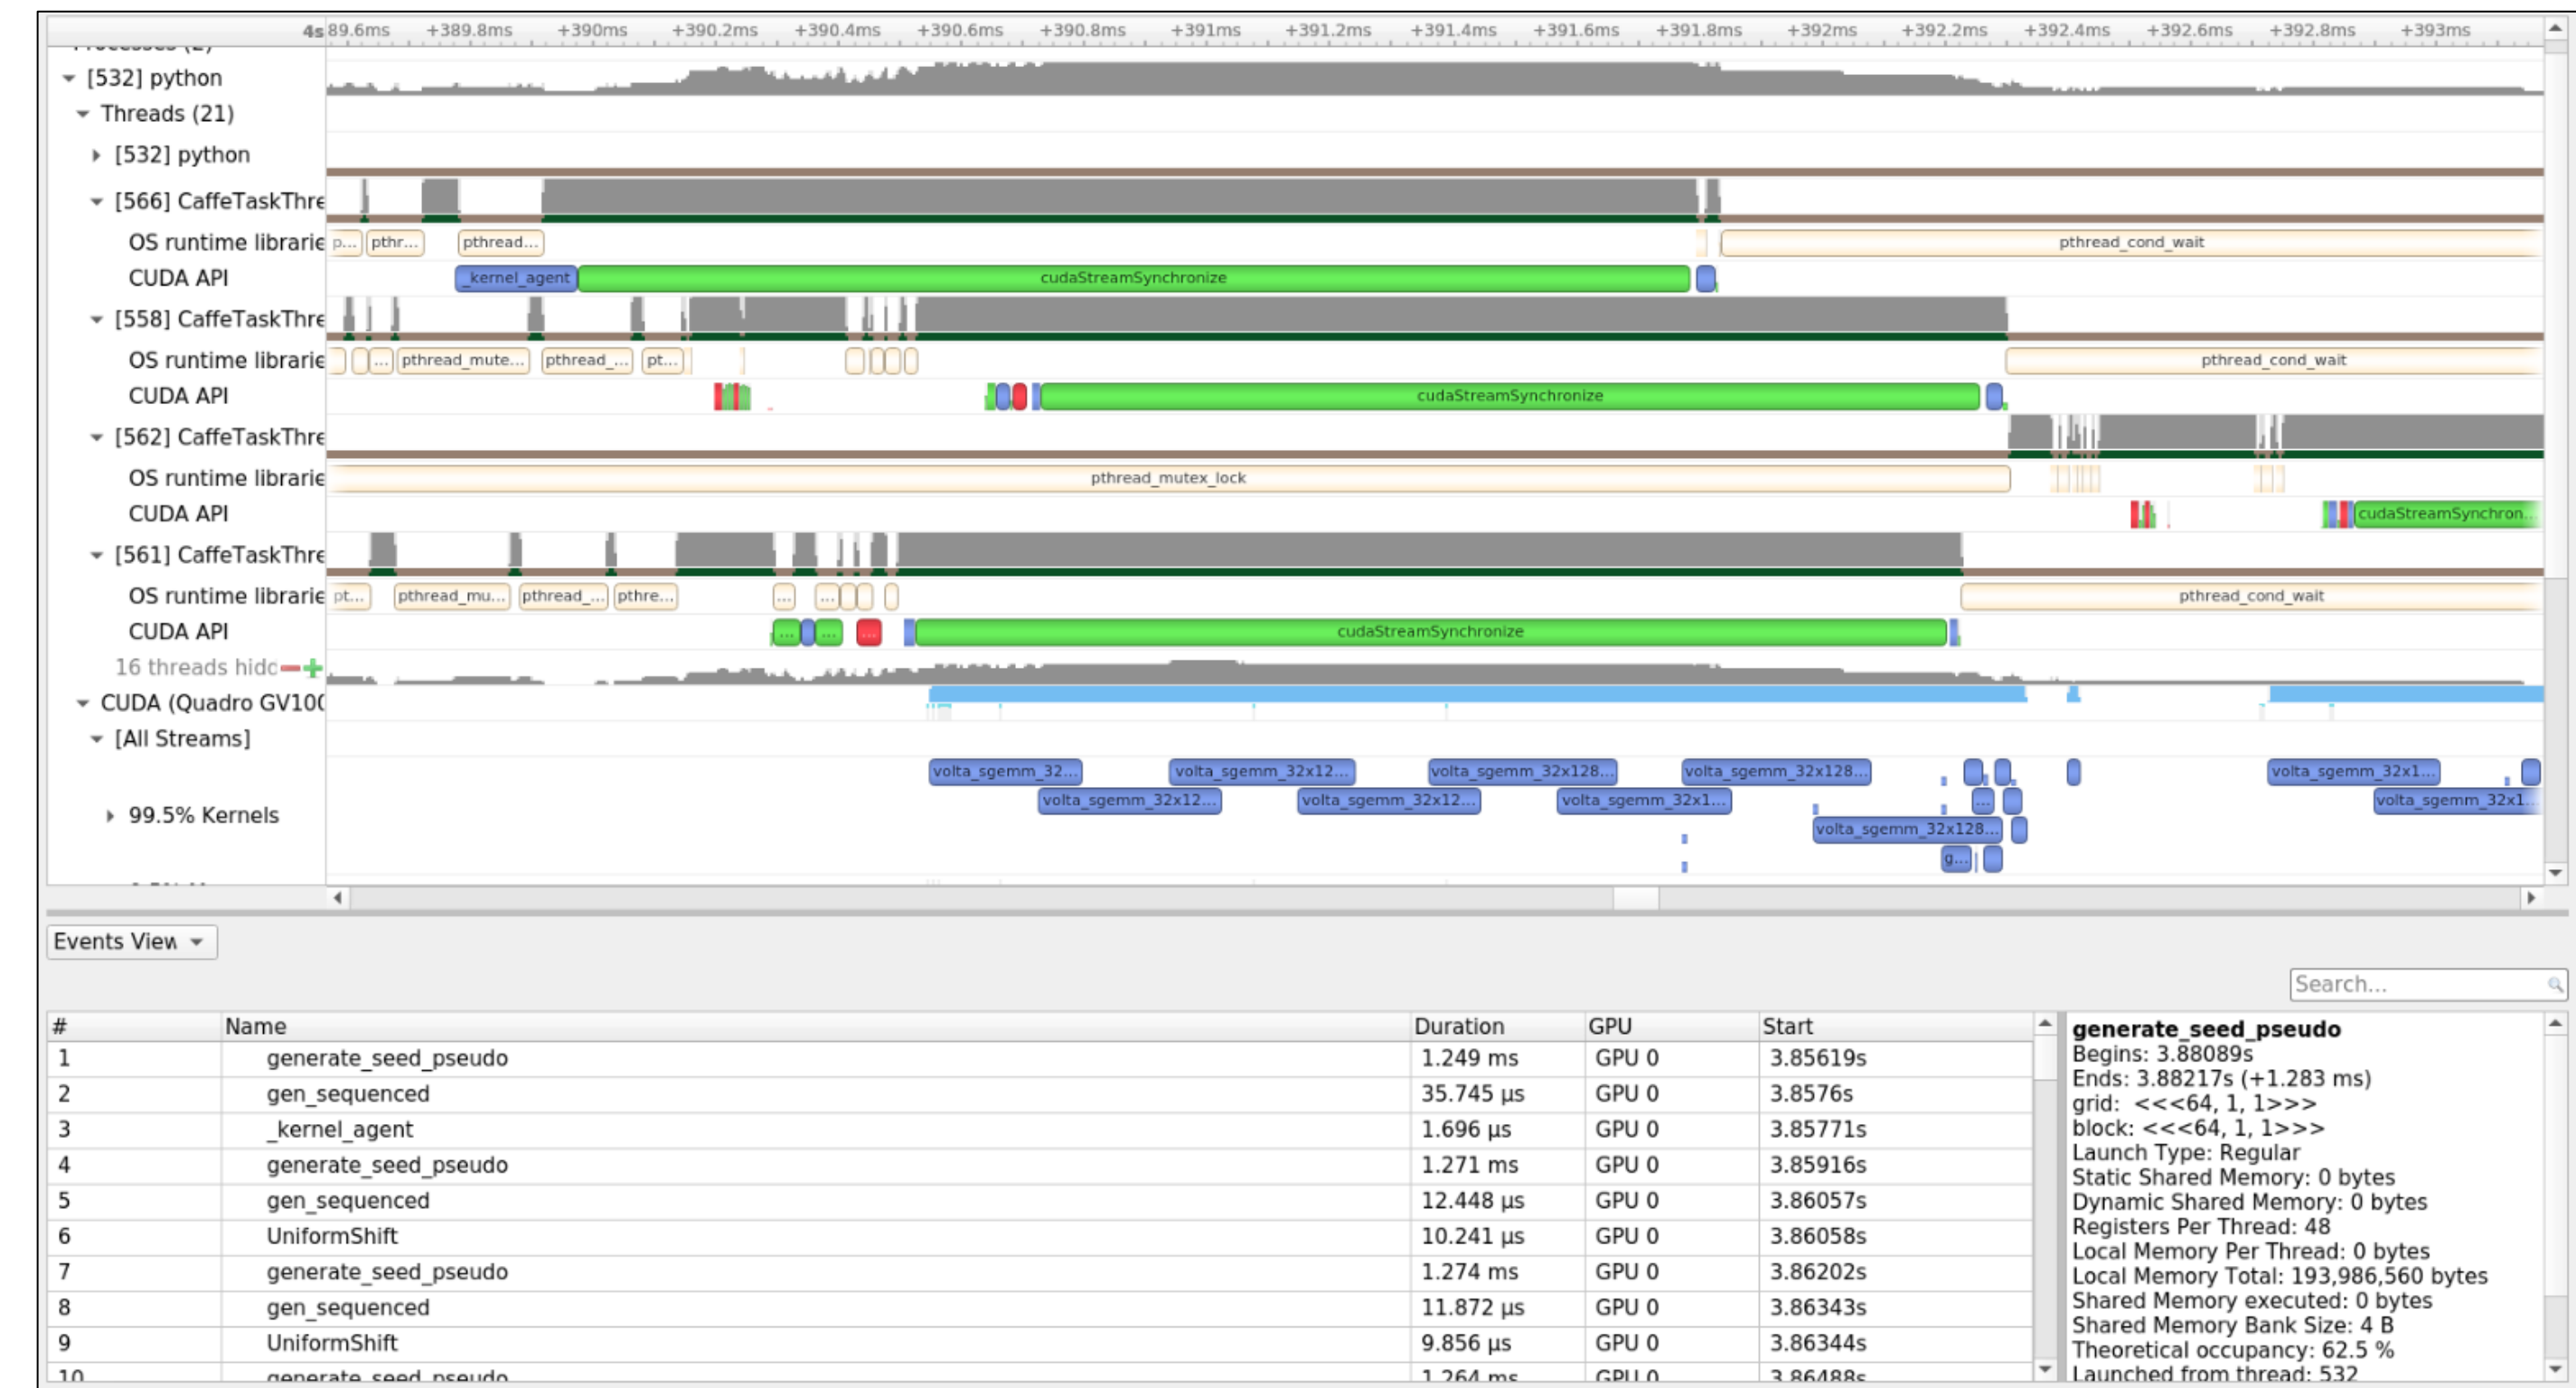 4s 89.6ms +389.8ms +390ms +390.2ms +390.4ms +390.6ms +390.8ms +391ms +391.2ms +391.4ms +391.6ms +391.8ms +392ms +392.2ms +392.4ms +392.6ms +392.8ms +393ms
[532] python
Threads (21)
[532] python
[566] CaffeTaskThre
OS runtime librarie p... pthr... pthread... pthread_cond_wait
CUDA API _kernel_agent cudaStreamSynchronize
[558] CaffeTaskThre
OS runtime librarie ... pthread_mute... pthread_... pt... pthread_cond_wait
CUDA API cudaStreamSynchronize
[562] CaffeTaskThre
OS runtime librarie pthread_mutex_lock
CUDA API cudaStreamSynchron...
[561] CaffeTaskThre
OS runtime librarie pt... pthread_mu... pthread_... pthre... ... ... pthread_cond_wait
CUDA API ... ... ... cudaStreamSynchronize
16 threads hidd
CUDA (Quadro GV100
[All Streams]
volta_sgemm_32... volta_sgemm_32x12... volta_sgemm_32x128... volta_sgemm_32x128... volta_sgemm_32x1...
volta_sgemm_32x12... volta_sgemm_32x12... volta_sgemm_32x1... ... volta_sgemm_32x1...
99.5% Kernels
volta_sgemm_32x128...
g...
Events View
Search...
# Name Duration GPU Start
1 generate_seed_pseudo 1.249 ms GPU 0 3.85619s
2 gen_sequenced 35.745 µs GPU 0 3.8576s
3 _kernel_agent 1.696 µs GPU 0 3.85771s
4 generate_seed_pseudo 1.271 ms GPU 0 3.85916s
5 gen_sequenced 12.448 µs GPU 0 3.86057s
6 UniformShift 10.241 µs GPU 0 3.86058s
7 generate_seed_pseudo 1.274 ms GPU 0 3.86202s
8 gen_sequenced 11.872 µs GPU 0 3.86343s
9 UniformShift 9.856 µs GPU 0 3.86344s
10 generate_seed_pseudo 1.264 ms GPU 0 3.86488s
generate_seed_pseudo
Begins: 3.88089s
Ends: 3.88217s (+1.283 ms)
grid: <<<64, 1, 1>>>
block: <<<64, 1, 1>>>
Launch Type: Regular
Static Shared Memory: 0 bytes
Dynamic Shared Memory: 0 bytes
Registers Per Thread: 48
Local Memory Per Thread: 0 bytes
Local Memory Total: 193,986,560 bytes
Shared Memory executed: 0 bytes
Shared Memory Bank Size: 4 B
Theoretical occupancy: 62.5 %
Launched from thread: 532